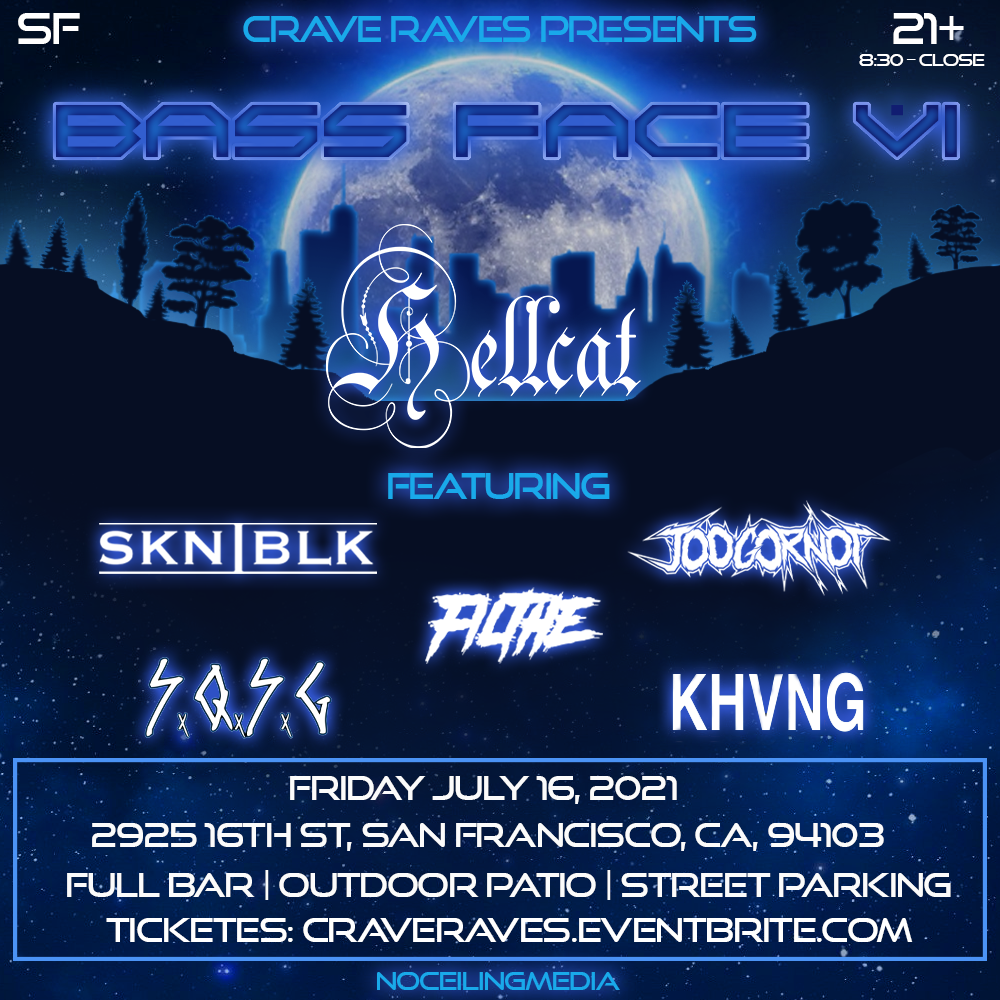 SF
CRAVE RAVES PRESENTS
21+
8:30 - CLOSE
BASS FACE VI
Hellcat
FEATURING
SKN|BLK
JOOGORNOT
FILTHE
S.Q.S.G
KHVNG
FRIDAY JULY 16, 2021
2925 16TH ST, SAN FRANCISCO, CA, 94103
FULL BAR | OUTDOOR PATIO | STREET PARKING
TICKETES: CRAVERAVES.EVENTBRITE.COM
NOCEILINGMEDIA